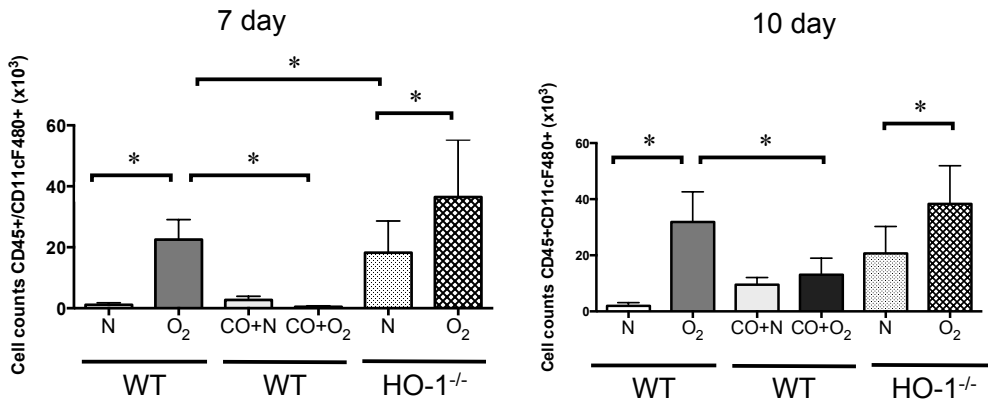 7 day
Cell counts CD45+/CD11cF480+ (x10³)
60
40
20
0
*
*
*
*
N
O₂
CO+N
CO+O₂
N
O₂
WT
WT
HO-1⁻/⁻
10 day
Cell counts CD45+CD11cF480+ (x10³)
60
40
20
0
*
*
*
N
O₂
CO+N
CO+O₂
N
O₂
WT
WT
HO-1⁻/⁻